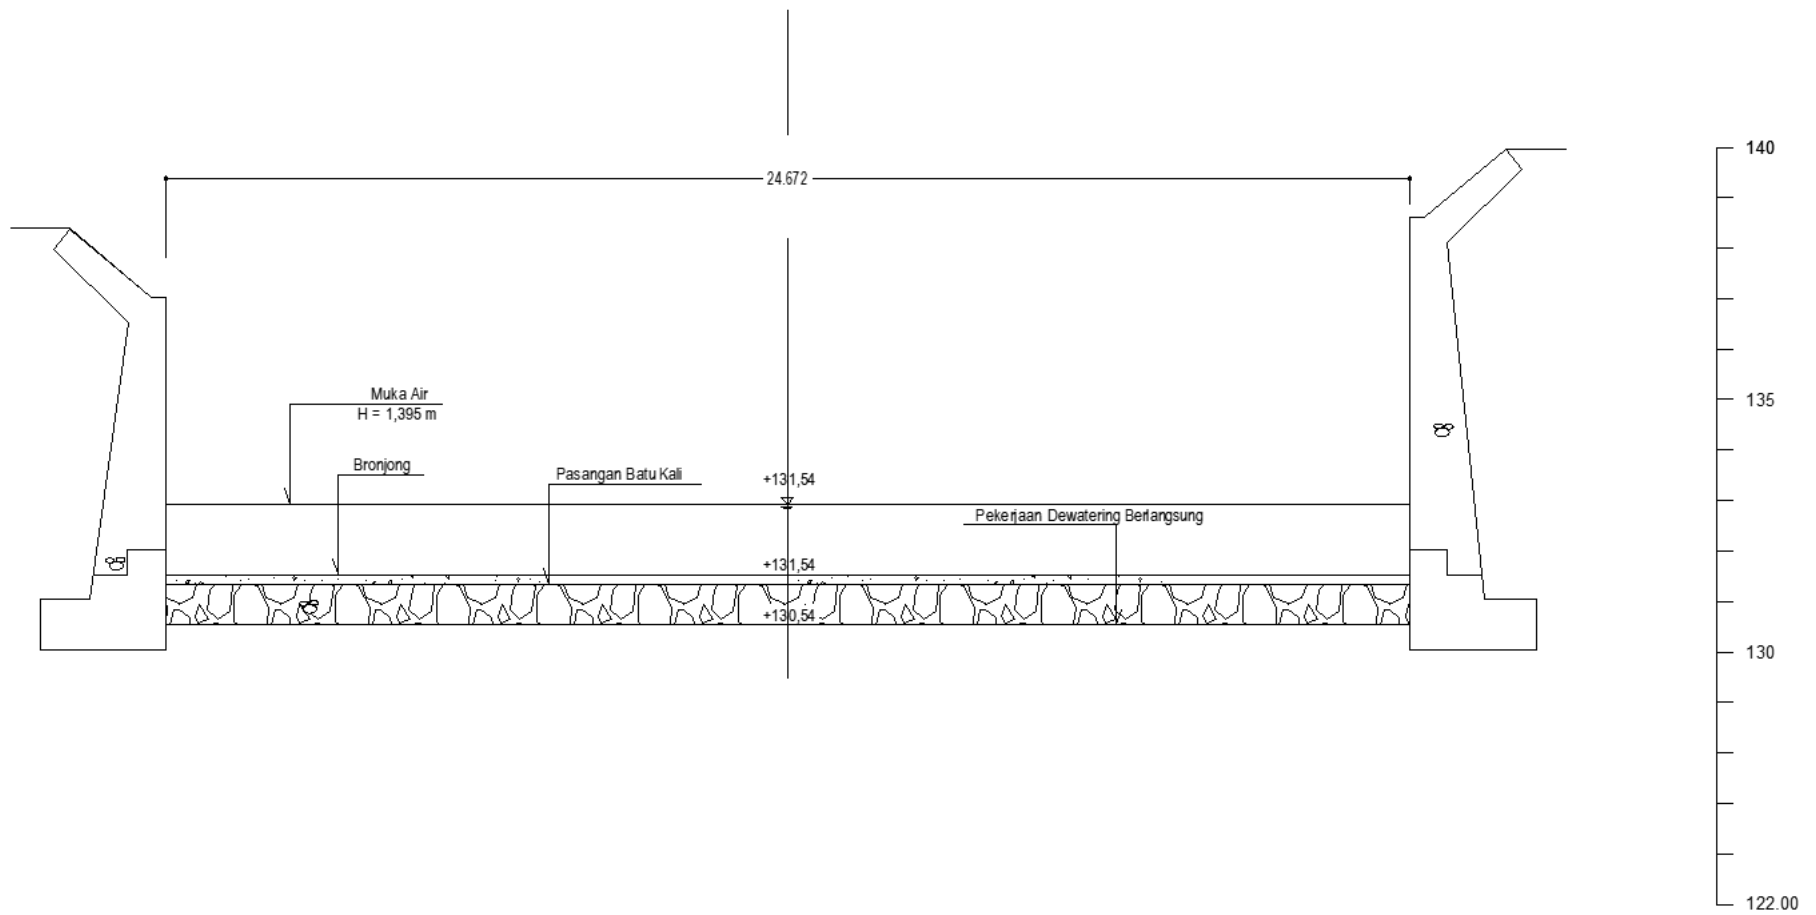 140
24.672
Muka Air
H = 1,395 m
135
Bronjong
Pasangan Batu Kali
+131,54
Pekerjaan Dewatering Berlangsung
+131,54
+130,54
130
122.00